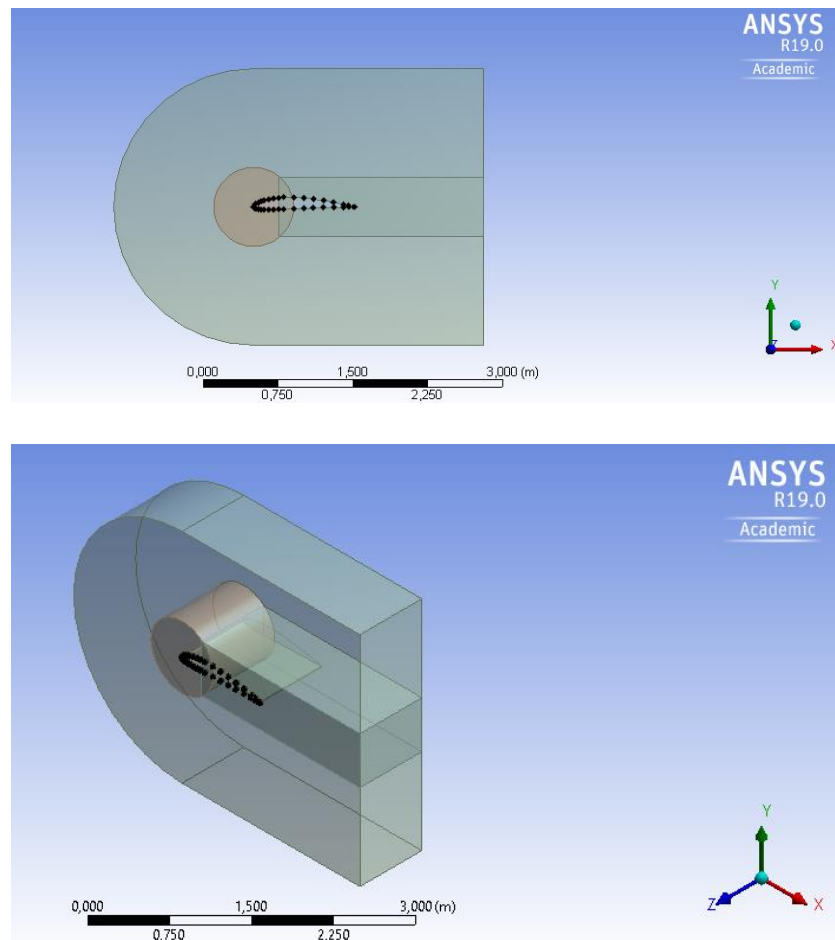 ANSYS
R19.0
Academic
Y
Z
X
0,000
1,500
3,000 (m)
0,750
2,250
ANSYS
R19.0
Academic
Y
Z
X
0,000
1,500
3,000 (m)
0,750
2,250